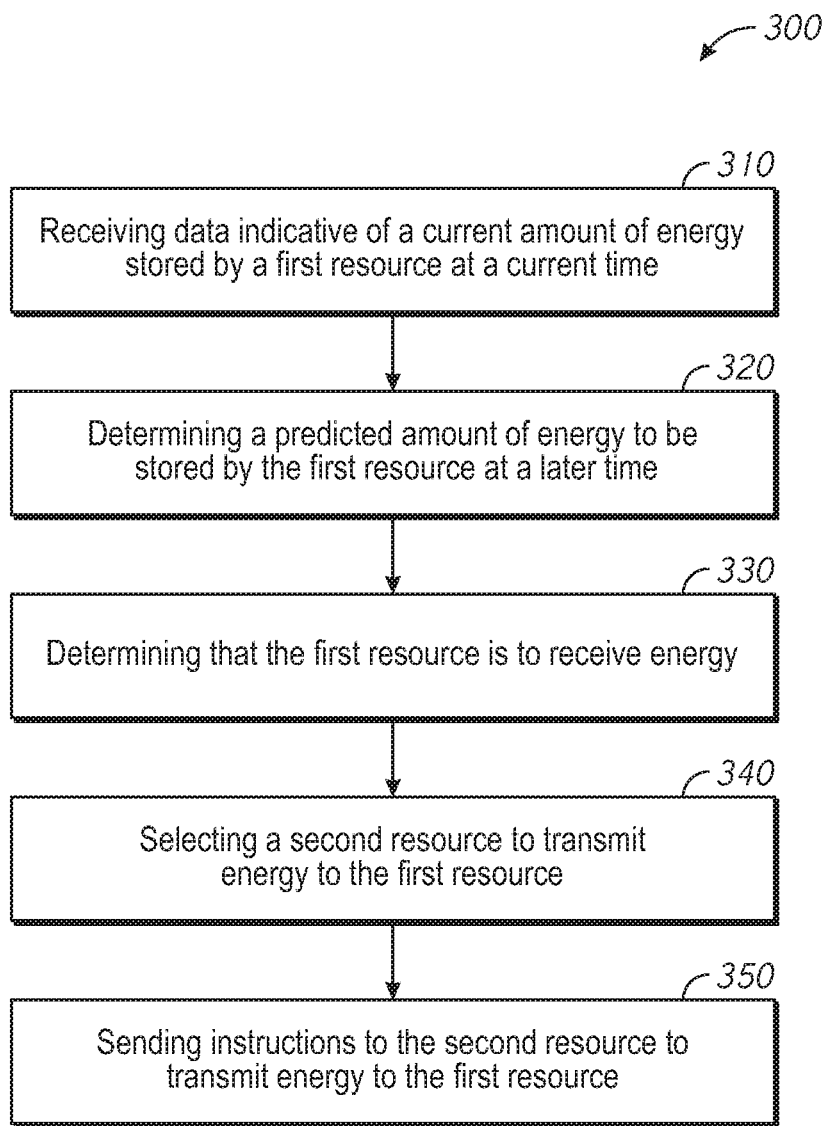 300
310
Receiving data indicative of a current amount of energy
stored by a first resource at a current time
320
Determining a predicted amount of energy to be
stored by the first resource at a later time
330
Determining that the first resource is to receive energy
340
Selecting a second resource to transmit
energy to the first resource
350
Sending instructions to the second resource to
transmit energy to the first resource